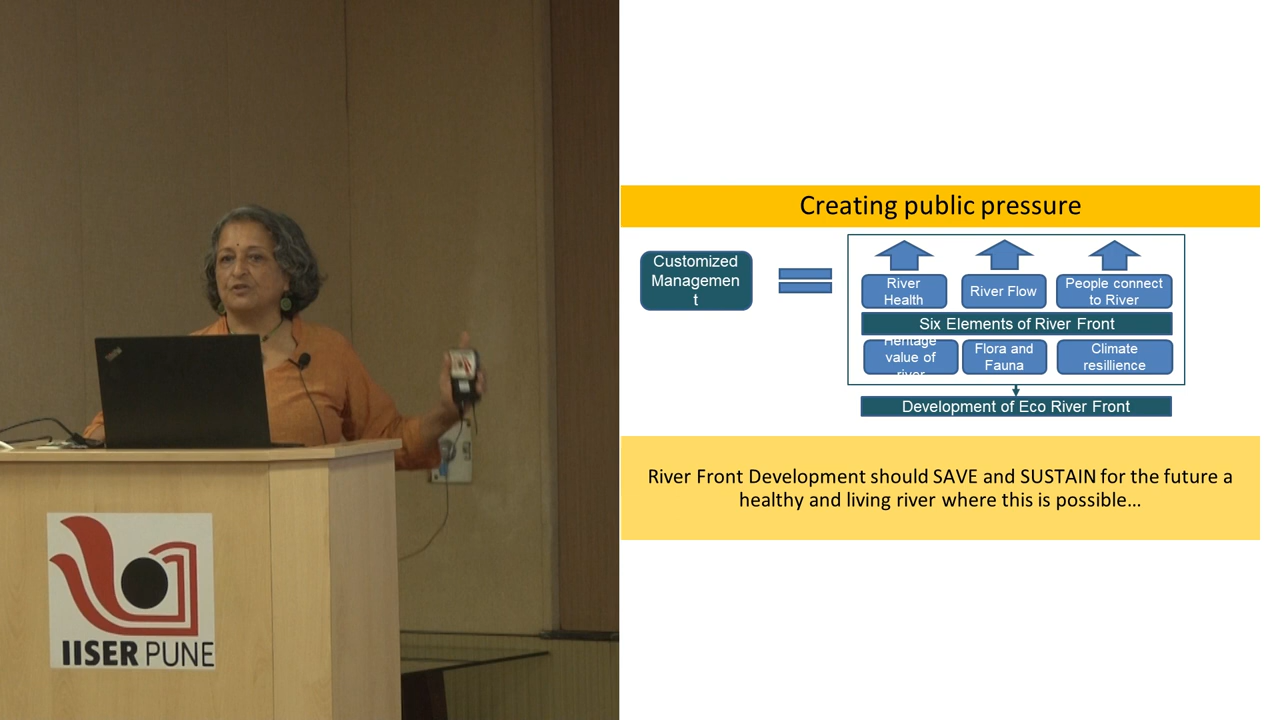 Creating public pressure
Customized
Managemen
t
River
Health
River Flow
People connect
to River
Six Elements of River Front
Heritage
value of
river
Flora and
Fauna
Climate
resillience
Development of Eco River Front
River Front Development should SAVE and SUSTAIN for the future a
healthy and living river where this is possible...
IISER PUNE